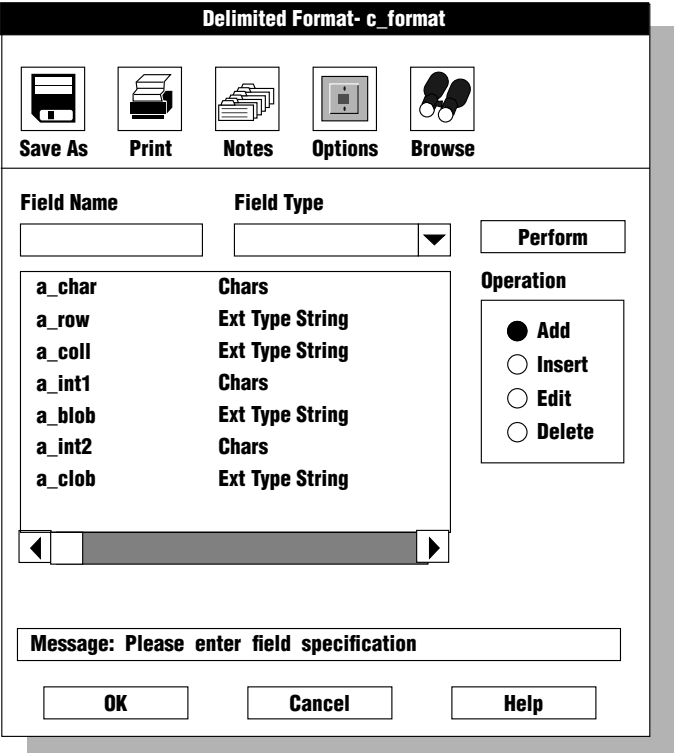 Delimited Format- c_format
Save As Print Notes Options Browse
Field Name Field Type
Perform
Operation
a_char Chars
a_row Ext Type String
a_coll Ext Type String
a_int1 Chars
a_blob Ext Type String
a_int2 Chars
a_clob Ext Type String
Add
Insert
Edit
Delete
Message: Please enter field specification
OK Cancel Help